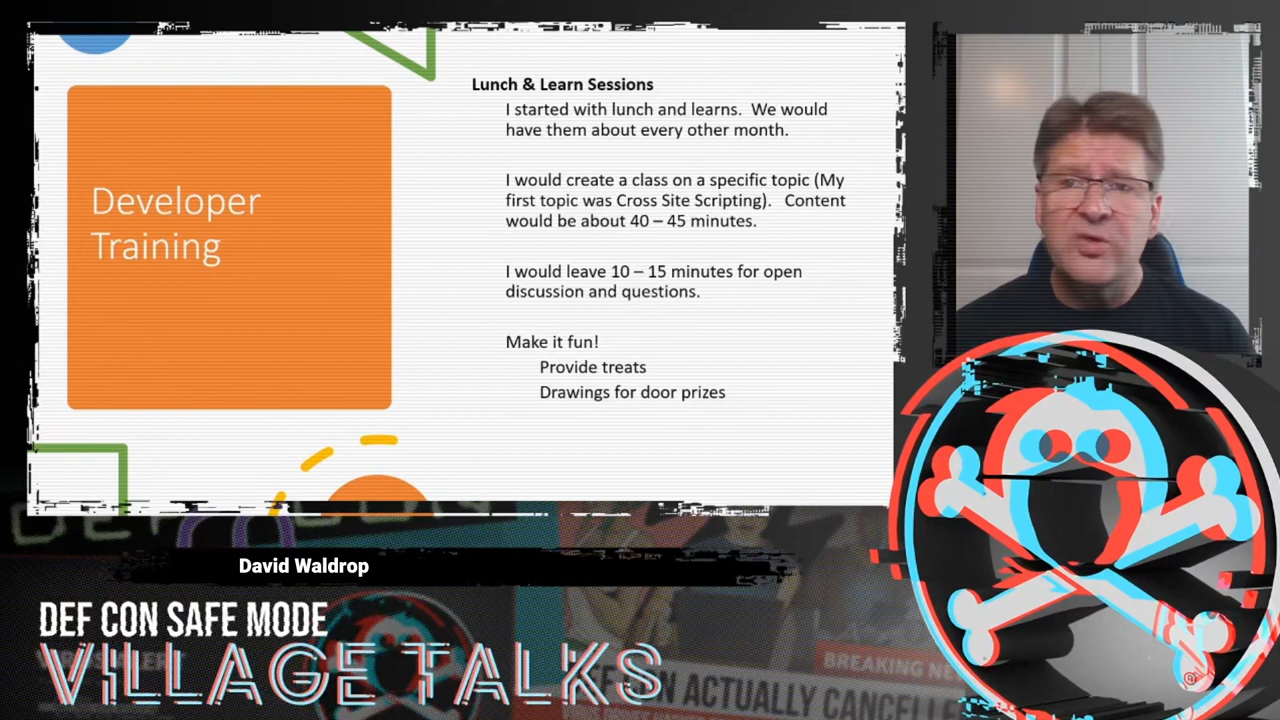 Developer
Training
Lunch & Learn Sessions
I started with lunch and learns. We would
have them about every other month.
I would create a class on a specific topic (My
first topic was Cross Site Scripting). Content
would be about 40 – 45 minutes.
I would leave 10 – 15 minutes for open
discussion and questions.
Make it fun!
Provide treats
Drawings for door prizes
David Waldrop
DEF CON SAFE MODE
VILLAGE TALKS
BREAKING
CON ACTUALLY